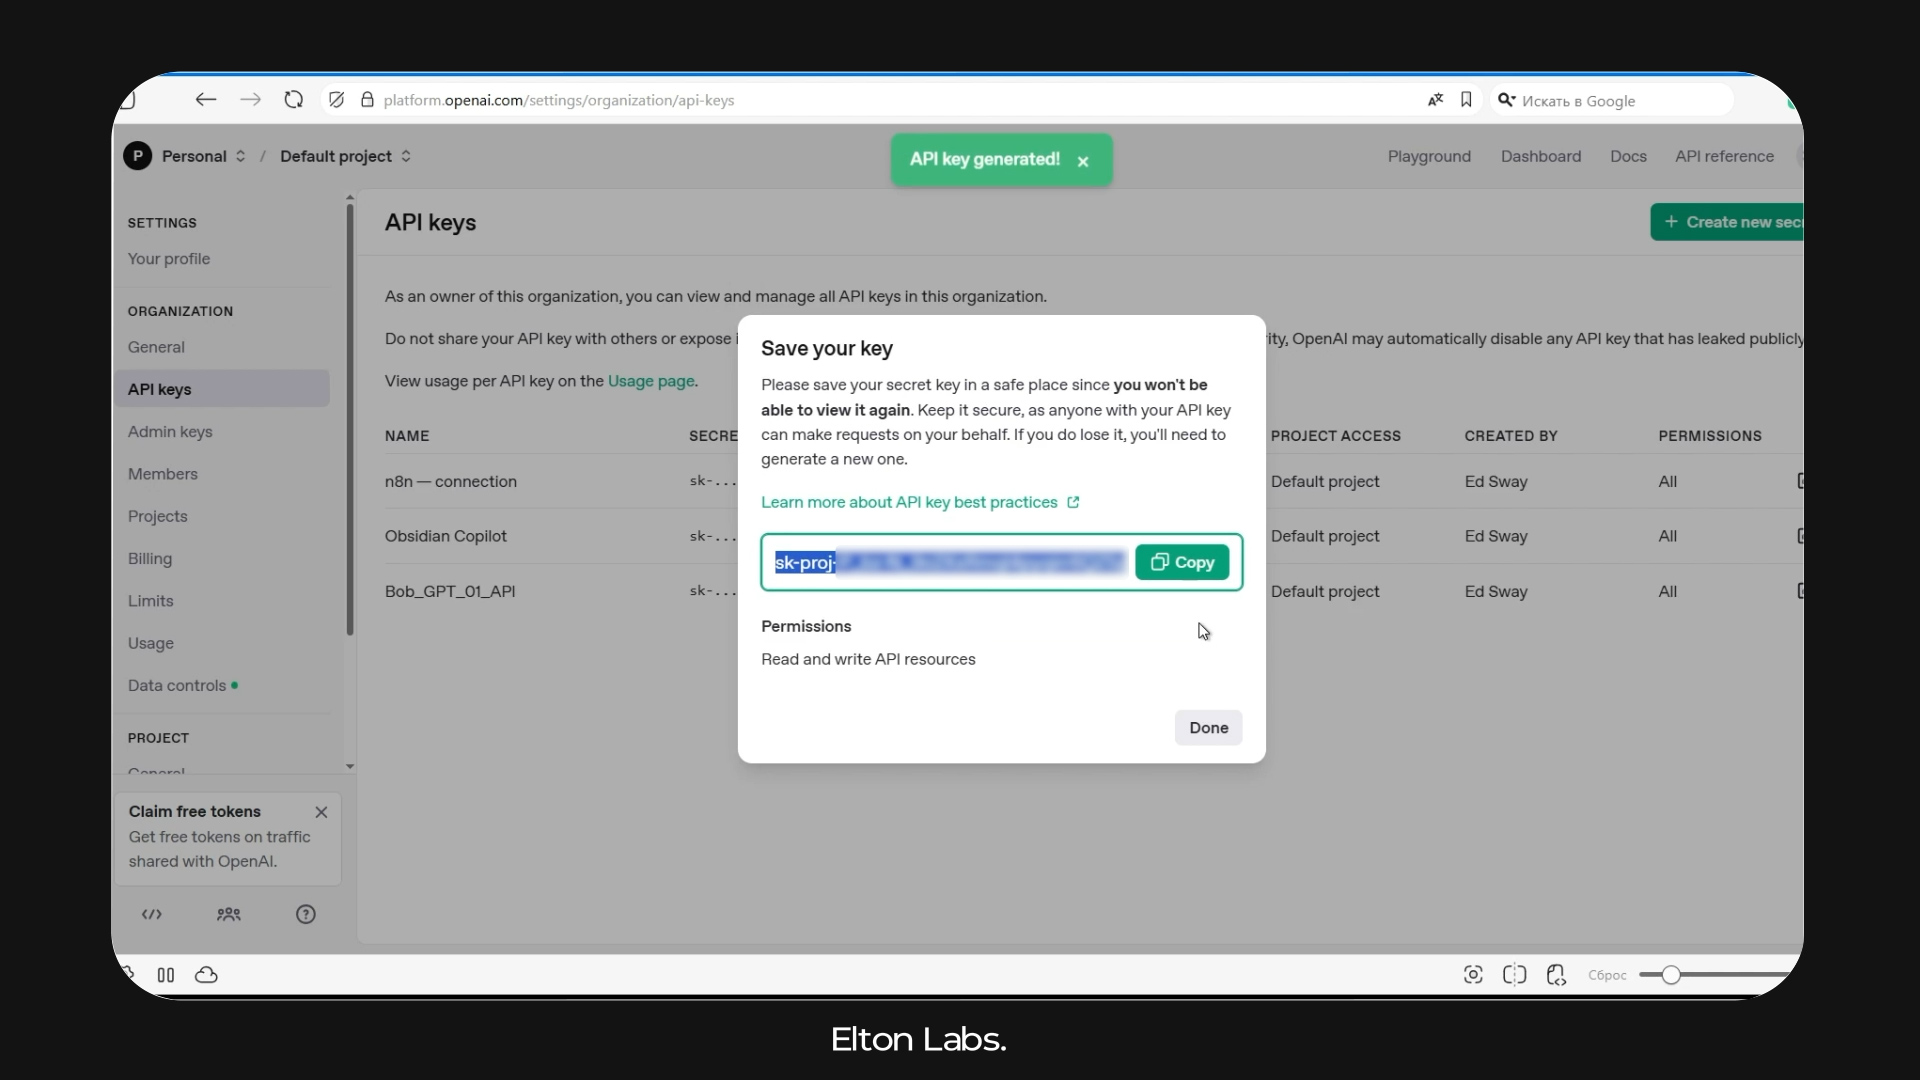 platform.openai.com/settings/organization/api-keys
Искать в Google
P Personal / Default project
API key generated!
Playground Dashboard Docs API reference
SETTINGS
Your profile
ORGANIZATION
General
API keys
Admin keys
Members
Projects
Billing
Limits
Usage
Data controls
PROJECT
General
Claim free tokens
Get free tokens on traffic
shared with OpenAI.
API keys
+ Create new
As an owner of this organization, you can view and manage all API keys in this organization.
Do not share your API key with others or expose
OpenAI may automatically disable any API key that has leaked publicly
View usage per API key on the Usage page.
NAME PROJECT ACCESS CREATED BY PERMISSIONS
n8n — connection sk-... Default project Ed Sway All
Obsidian Copilot sk-... Default project Ed Sway All
Bob_GPT_01_API sk-... Default project Ed Sway All
Save your key
Please save your secret key in a safe place since you won't be
able to view it again. Keep it secure, as anyone with your API key
can make requests on your behalf. If you do lose it, you'll need to
generate a new one.
Learn more about API key best practices
sk-proj- Copy
Permissions
Read and write API resources
Done
Сброс
Elton Labs.